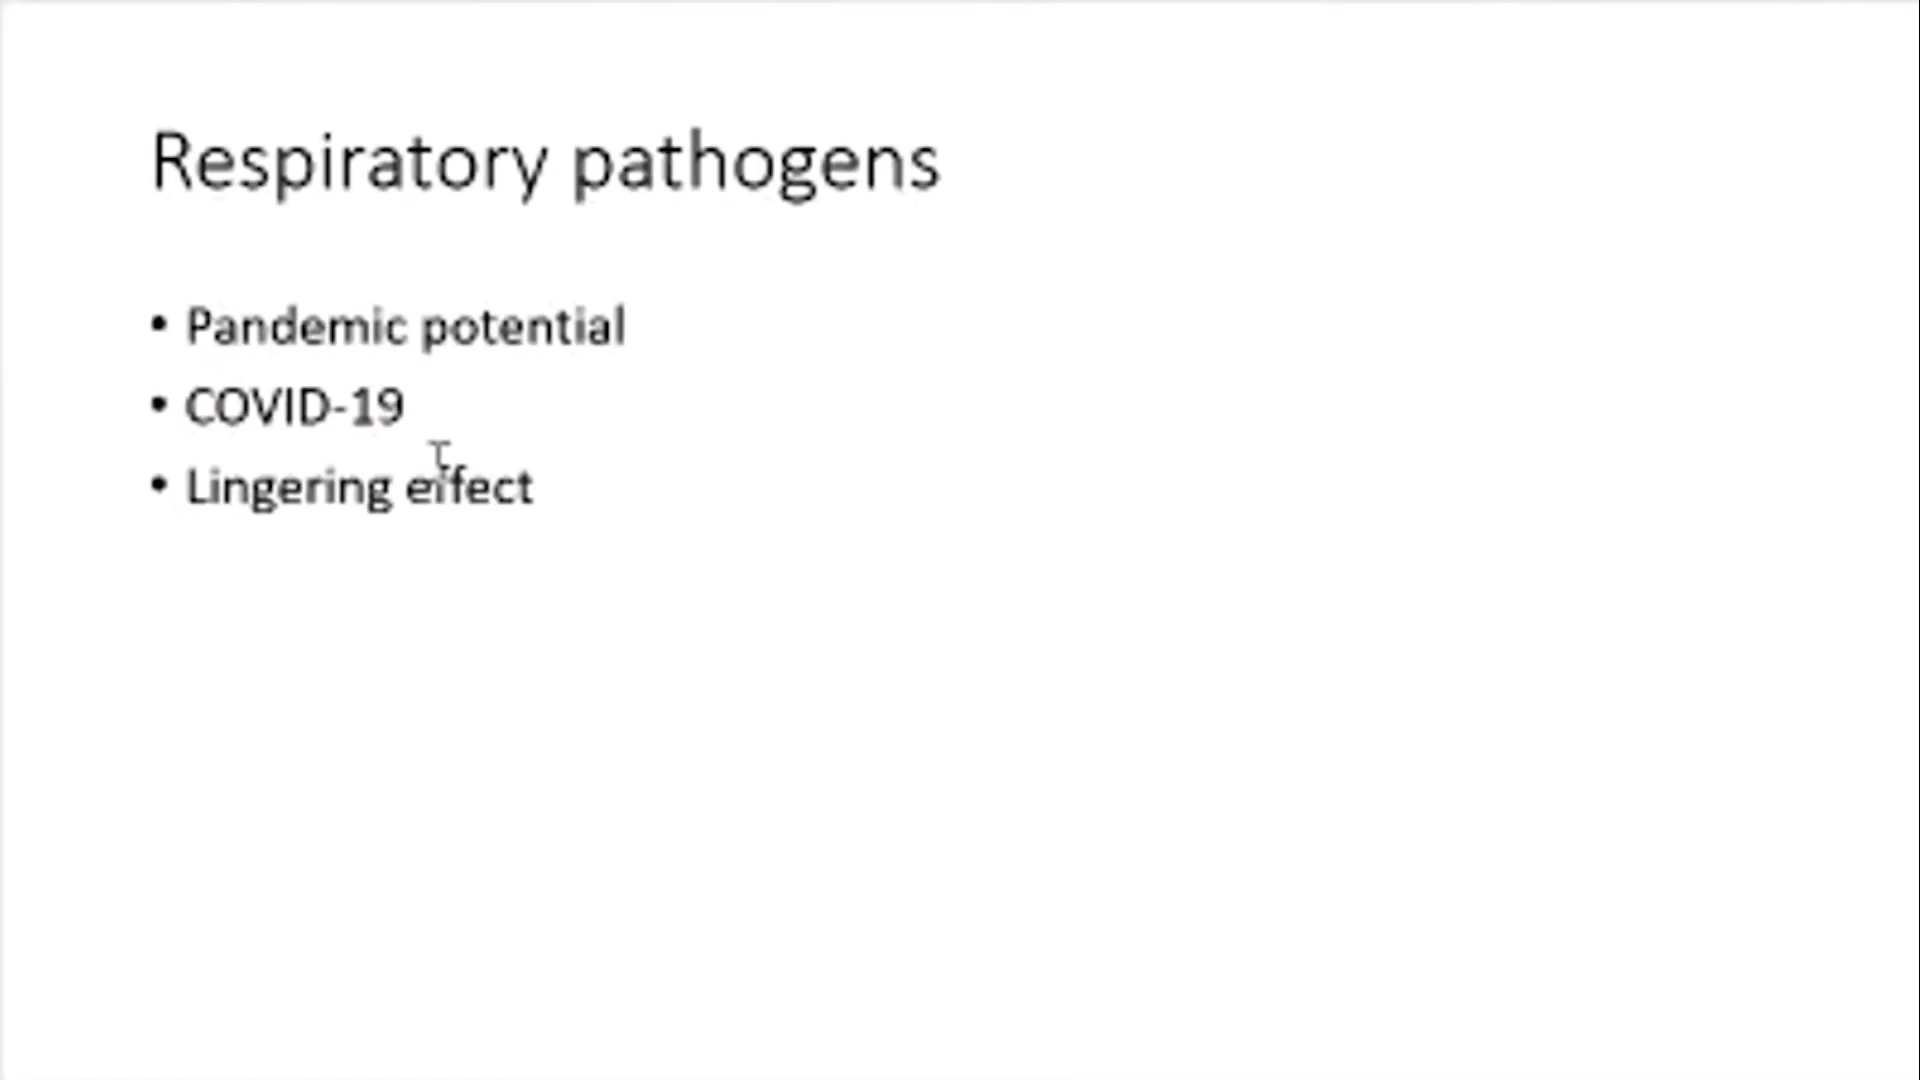 Respiratory pathogens
• Pandemic potential
• COVID-19
• Lingering effect